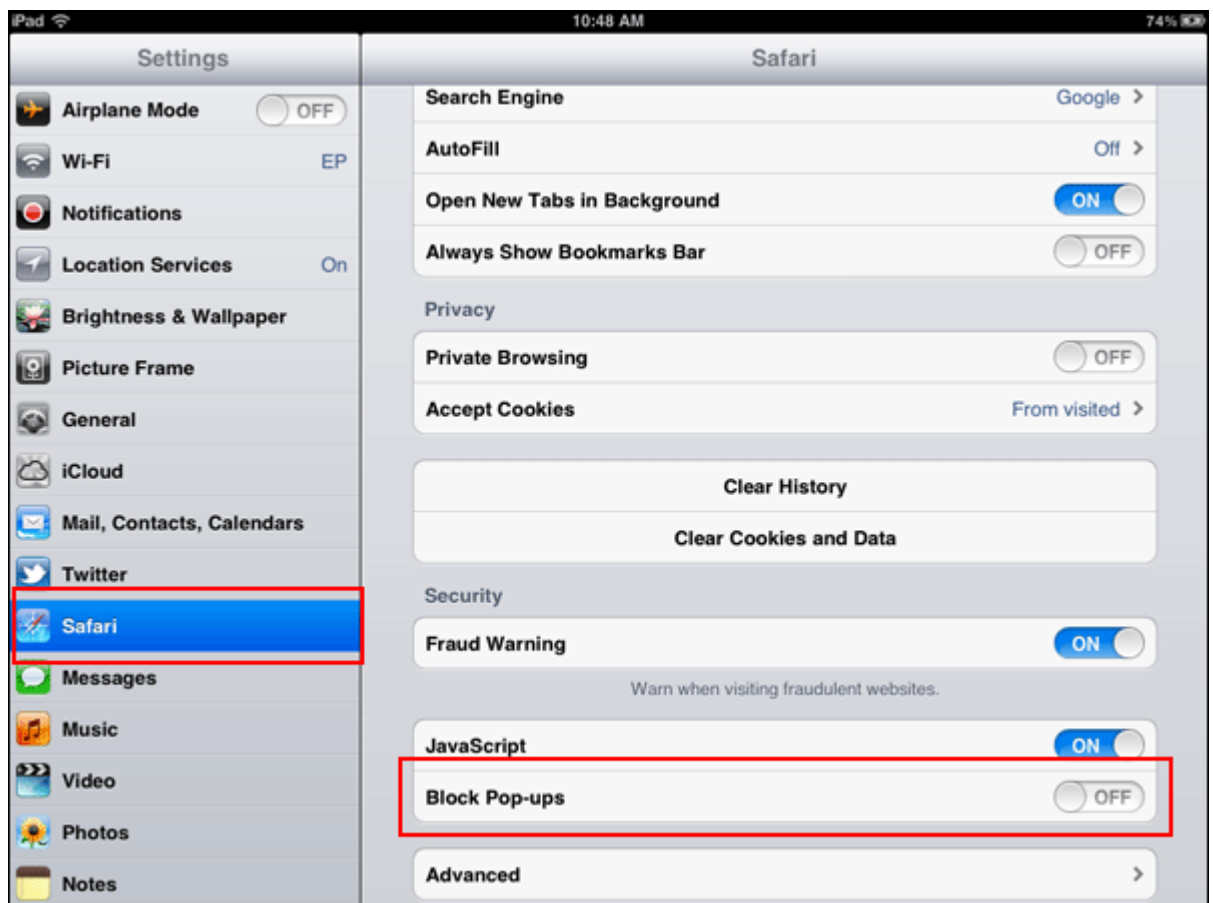 iPad 10:48 AM 74%
Settings
Airplane Mode OFF
Wi-Fi EP
Notifications
Location Services On
Brightness & Wallpaper
Picture Frame
General
iCloud
Mail, Contacts, Calendars
Twitter
Safari
Messages
Music
Video
Photos
Notes
Safari
Search Engine Google >
AutoFill Off >
Open New Tabs in Background ON
Always Show Bookmarks Bar OFF
Privacy
Private Browsing OFF
Accept Cookies From visited >
Clear History
Clear Cookies and Data
Security
Fraud Warning ON
Warn when visiting fraudulent websites.
JavaScript ON
Block Pop-ups OFF
Advanced >